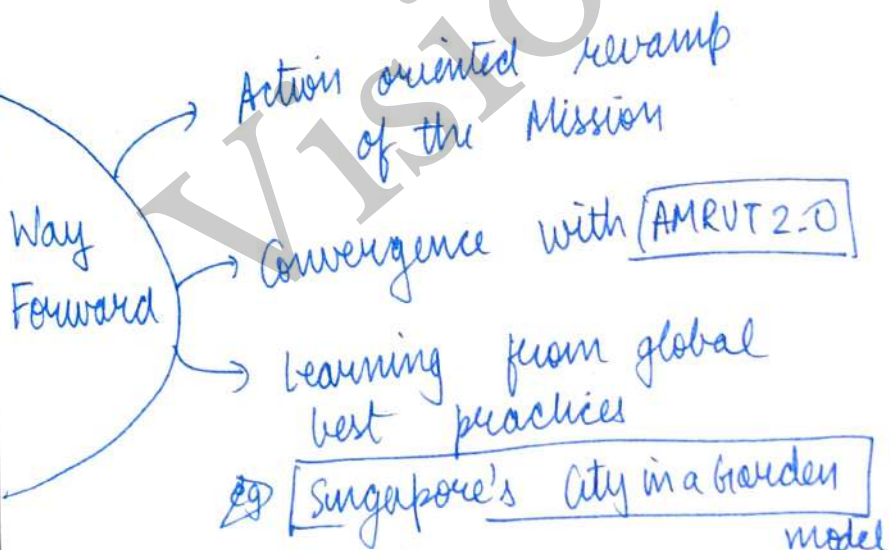 Action oriented revamp
of the Mission
Way
Forward
Convergence with AMRUT 2.0
Learning from global
best practices
eg Singapore's City in a Garden
model